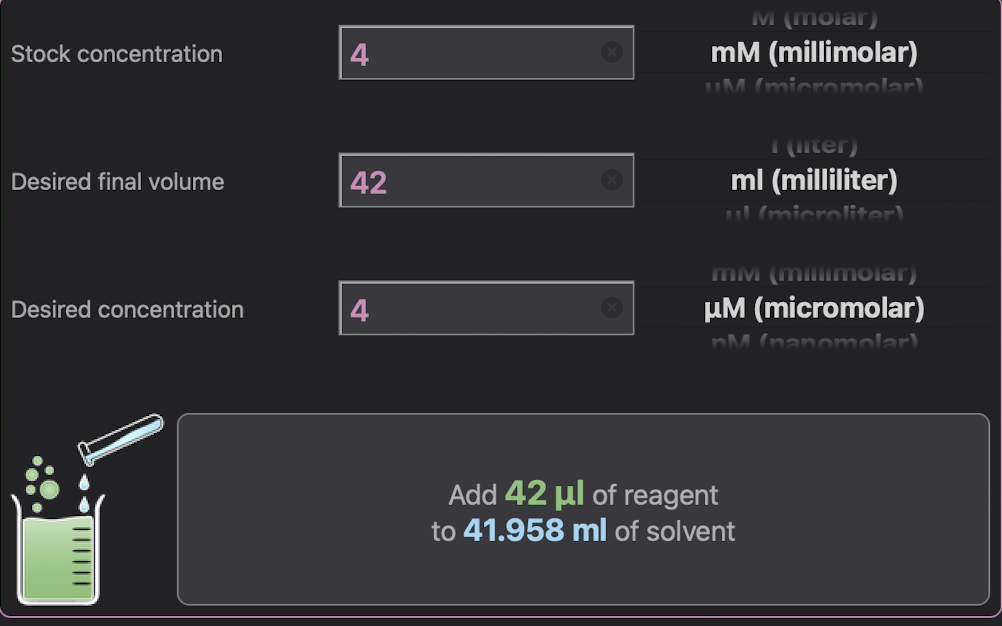 M (molar)
Stock concentration 4 mM (millimolar)
µM (micromolar)
l (liter)
Desired final volume 42 ml (milliliter)
µl (microliter)
mM (millimolar)
Desired concentration 4 µM (micromolar)
nM (nanomolar)
Add 42 µl of reagent
to 41.958 ml of solvent